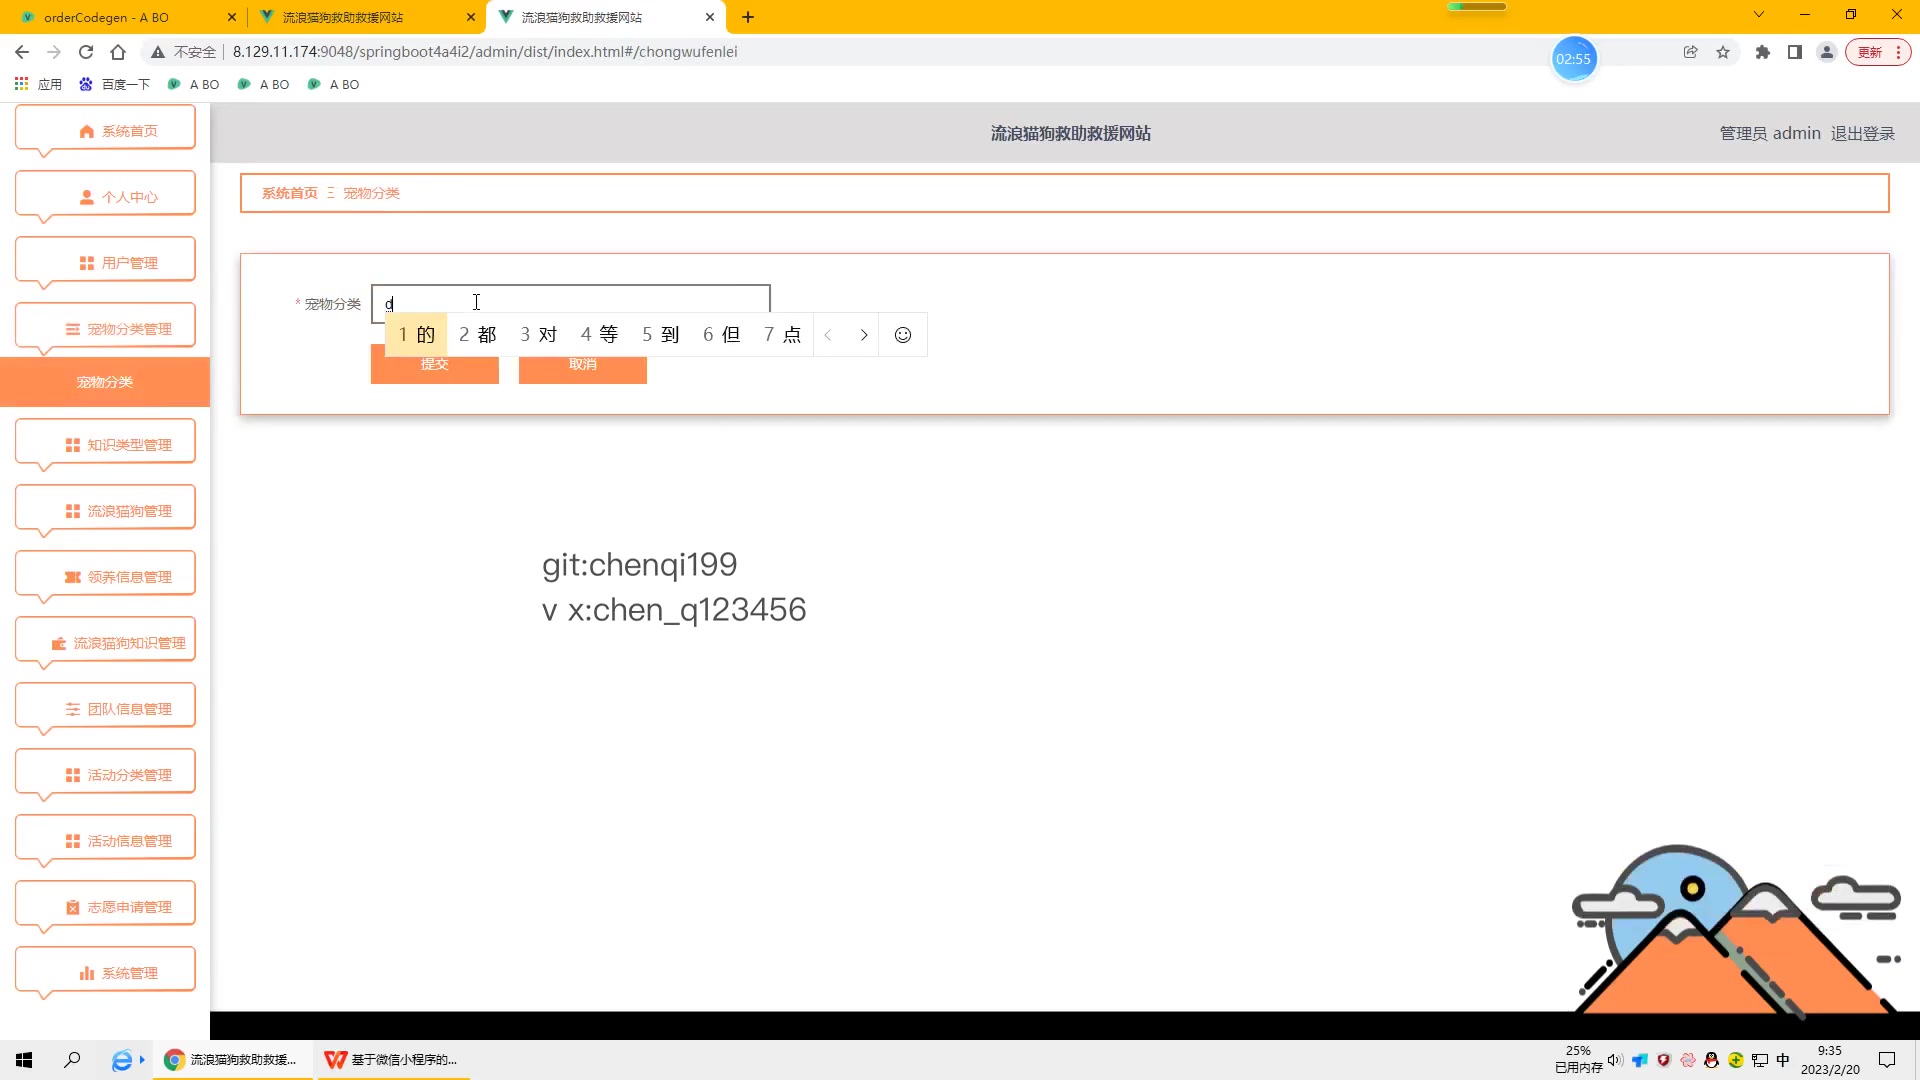 orderCodegen - A BO
流浪猫狗救助救援网站
流浪猫狗救助救援网站
不安全
8.129.11.174:9048/springboot4a4i2/admin/dist/index.html#/chongwufenlei
02:55
更新
应用
百度一下
A BO
A BO
A BO
流浪猫狗救助救援网站
管理员 admin 退出登录
系统首页
个人中心
用户管理
宠物分类管理
宠物分类
知识类型管理
流浪猫狗管理
领养信息管理
流浪猫狗知识管理
团队信息管理
活动分类管理
活动信息管理
志愿申请管理
系统管理
系统首页 Ξ 宠物分类
* 宠物分类
d
1 的 2 都 3 对 4 等 5 到 6 但 7 点
提交
取消
git:chenqi199
v x:chen_q123456
流浪猫狗救助救援...
基于微信小程序的...
25%
已用内存
中
9:35
2023/2/20